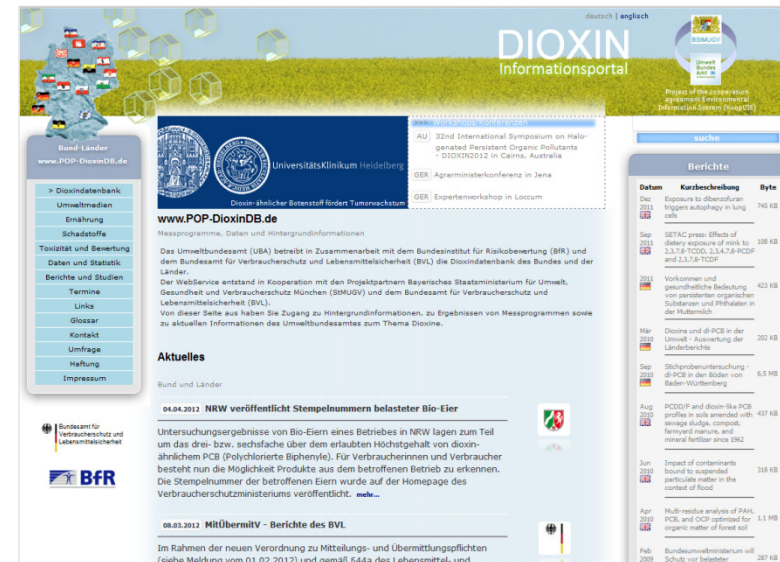 deutsch | englisch
DIOXIN
Informationsportal
BStMUGV
Umwelt
Bundes
Amt
Project of the cooperation
agreement Environmental
Information System (KoopUIS)
Bund-Länder
www.POP-DioxinDB.de
> Dioxindatenbank
Umweltmedien
Ernährung
Schadstoffe
Toxizität und Bewertung
Daten und Statistik
Berichte und Studien
Termine
Links
Glossar
Kontakt
Umfrage
Haftung
Impressum
Bundesamt für
Verbraucherschutz und
Lebensmittelsicherheit
BfR
UniversitätsKlinikum Heidelberg
Dioxin-ähnlicher Botenstoff fördert Tumorwachstum
>>> Workshops/Konferenzen
AU 32nd International Symposium on Halo-
genated Persistent Organic Pollutants
- DIOXIN2012 in Cairns, Australia
GER Agrarministerkonferenz in Jena
GER Expertenworkshop in Loccum
www.POP-DioxinDB.de
Messprogramme, Daten und Hintergrundinformationen
Das Umweltbundesamt (UBA) betreibt in Zusammenarbeit mit dem Bundesinstitut für Risikobewertung (BfR) und
dem Bundesamt für Verbraucherschutz und Lebensmittelsicherheit (BVL) die Dioxindatenbank des Bundes und der
Länder.
Der WebService entstand in Kooperation mit den Projektpartnern Bayerisches Staatsministerium für Umwelt,
Gesundheit und Verbraucherschutz München (StMUGV) und dem Bundesamt für Verbraucherschutz und
Lebensmittelsicherheit (BVL).
Von dieser Seite aus haben Sie Zugang zu Hintergrundinformationen, zu Ergebnissen von Messprogrammen sowie
zu aktuellen Informationen des Umweltbundesamtes zum Thema Dioxine.
Aktuelles
Bund und Länder
04.04.2012 NRW veröffentlicht Stempelnummern belasteter Bio-Eier
Untersuchungsergebnisse von Bio-Eiern eines Betriebes in NRW lagen zum Teil
um das drei- bzw. sechsfache über dem erlaubten Höchstgehalt von dioxin-
ähnlichem PCB (Polychlorierte Biphenyle). Für Verbraucherinnen und Verbraucher
besteht nun die Möglichkeit Produkte aus dem betroffenen Betrieb zu erkennen.
Die Stempelnummer der betroffenen Eiern wurde auf der Homepage des
Verbraucherschutzministeriums veröffentlicht. mehr...
08.03.2012 MitÜbermitV - Berichte des BVL
Im Rahmen der neuen Verordnung zu Mitteilungs- und Übermittlungspflichten
(siehe Meldung vom 01.02.2012) und gemäß §44a des Lebensmittel- und
suche
Berichte
Datum Kurzbeschreibung Byte
Dez 2011 Exposure to dibenzofuran
triggers autophagy in lung 745 KB
cells
Sep 2011 SETAC press: Effects of
dietery exposure of mink to 108 KB
2,3,7,8-TCDD, 2,3,4,7,8-PCDF
and 2,3,7,8-TCDF
2011 Vorkommen und
gesundheitliche Bedeutung 423 KB
von persistenten organischen
Substanzen und Phthalaten in
der Muttermilch
Mär 2010 Dioxine und dl-PCB in der
Umwelt - Auswertung der 202 KB
Länderberichte
Sep 2010 Stichprobenuntersuchung -
dl-PCB in den Böden von 6.5 MB
Baden-Württemberg
Aug 2010 PCDD/F and dioxin-like PCB
profiles in soils amended with 437 KB
sewage sludge, compost,
farmyard manure, and
mineral fertilizer since 1962
Jun 2010 Impact of contaminants
bound to suspended 318 KB
particulate matter in the
context of flood
Apr 2010 Multi-residue analysis of PAH,
PCB, and OCP optimized for 1.1 MB
organic matter of forest soil
Feb 2009 Bundesumweltministerium will
Schutz vor belasteter 287 KB